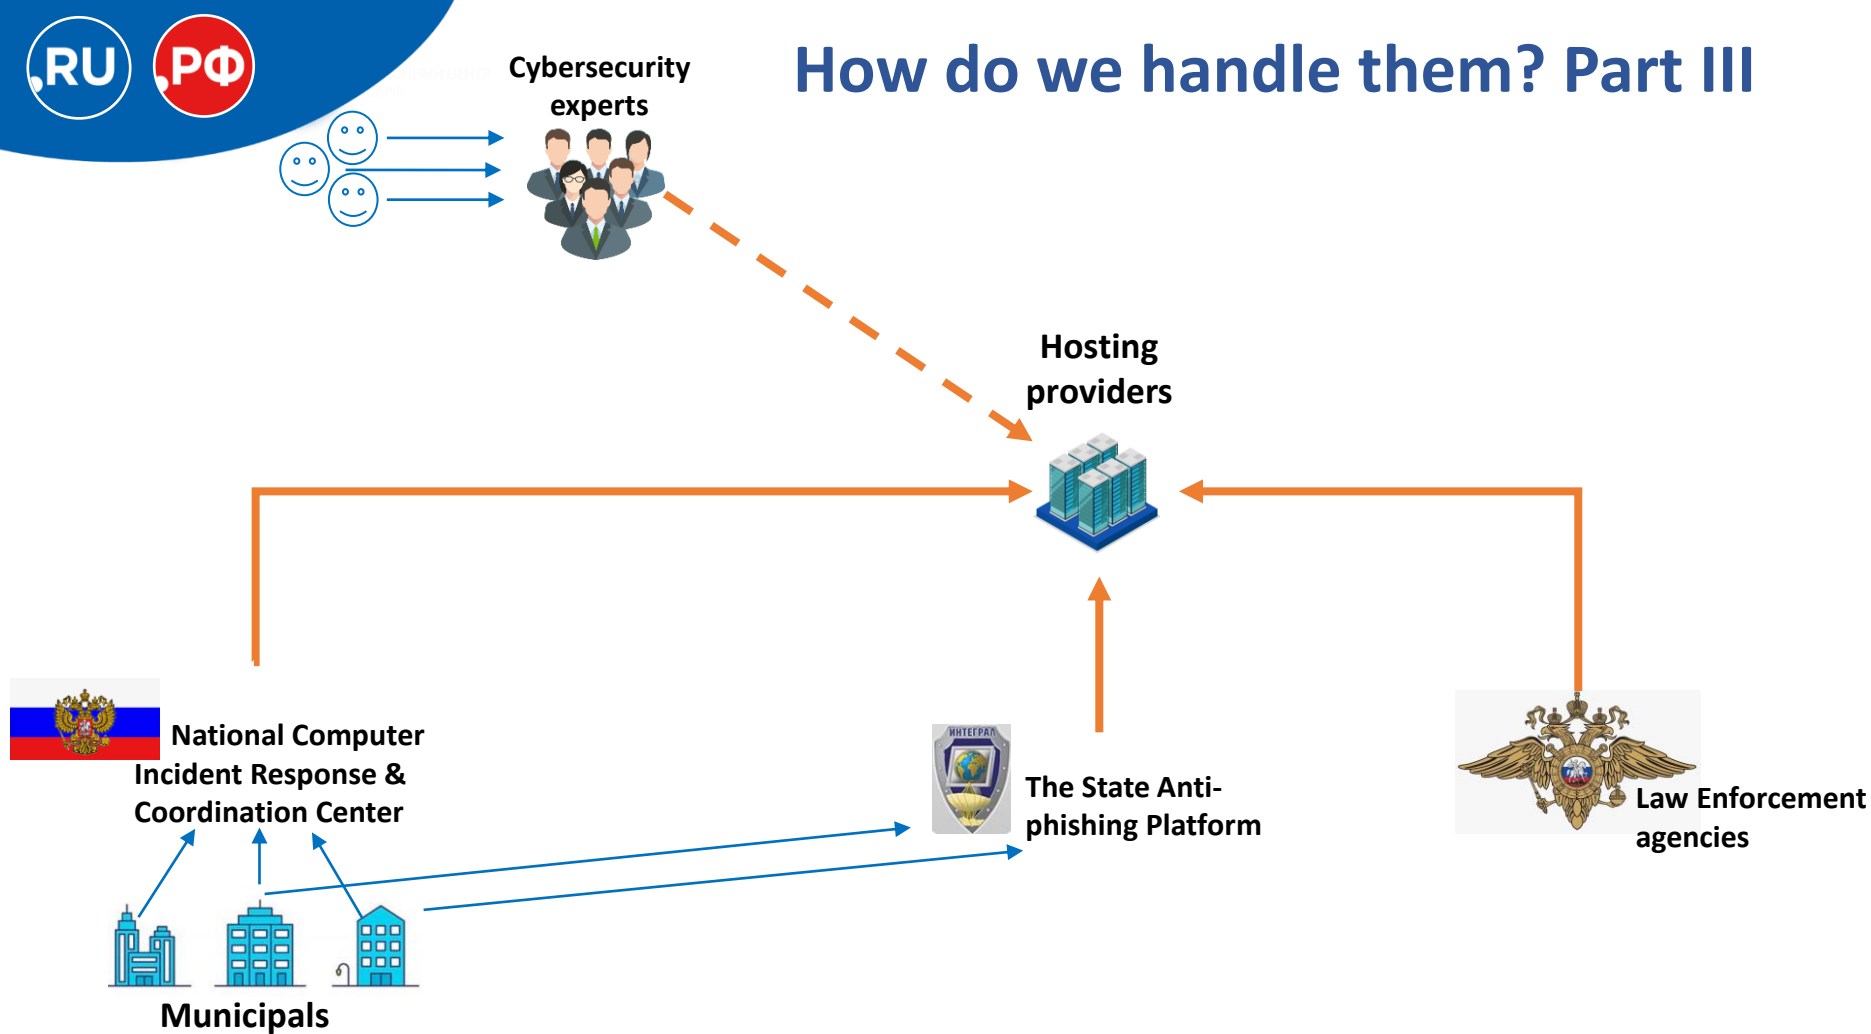 .RU
.РФ
How do we handle them? Part III
Cybersecurity
experts
Hosting
providers
National Computer
Incident Response &
Coordination Center
ИНТЕГРАЛ
The State Anti-
phishing Platform
Law Enforcement
agencies
Municipals